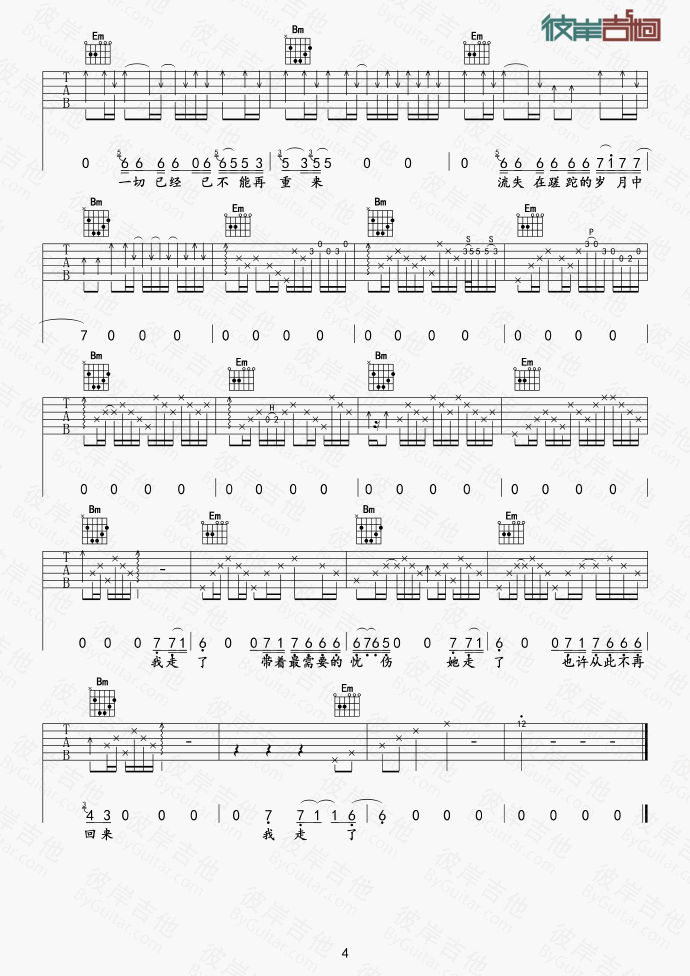 彼岸吉他
Em Bm Em
T A B
0 6 6 6 6 0 6 6 5 5 3 5 3 5 5 0 0 0 6 6 6 6 6 7 1 7 7
一切 已经 已不 能再 重 来 流失 在蹉 跎的岁 月中
Bm Em Bm Em
T A B 3 0 0 3 0 S S 3 5 5 5 3 P 3 0 3 0 0 2 0
7 0 0 0 0 0 0 0 0 0 0 0 0 0 0 0
Bm Em Bm Em
T A B H 0 2
0 0 0 0 0 0 0 0 0 0 0 0 0 0 0 0
Bm Em Bm Em
T A B
0 0 0 7 7 1 6 0 0 7 1 7 6 6 6 6 7 6 5 0 0 7 7 1 6 0 0 7 1 7 6 6 6
我走 了 带着 最需要的 忧 伤 她走 了 也许 从此不再
Bm Em
T A B 12
4 3 0 0 0 0 7 7 1 1 6 6 0 0 0 0 0 0 0
回来 我 走 了
4